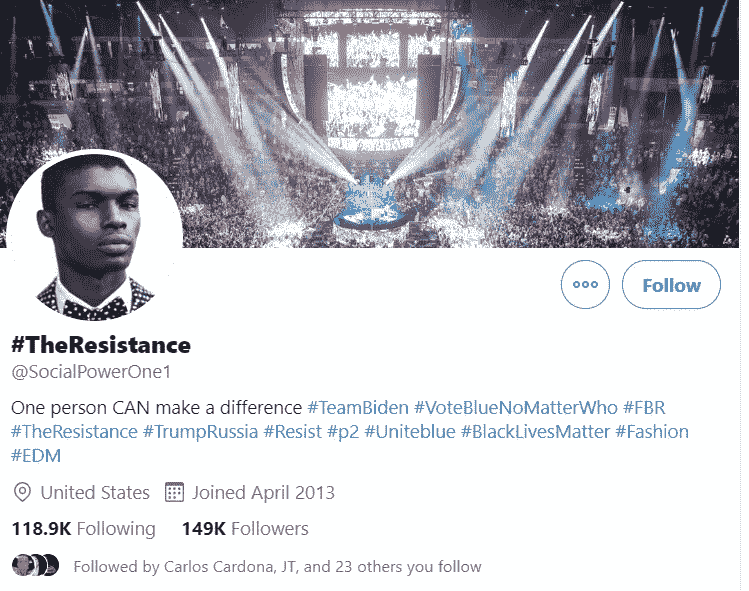 Follow
#TheResistance
@SocialPowerOne1
One person CAN make a difference #TeamBiden #VoteBlueNoMatterWho #FBR
#TheResistance #TrumpRussia #Resist #p2 #Uniteblue #BlackLivesMatter #Fashion
#EDM
United States Joined April 2013
118.9K Following 149K Followers
Followed by Carlos Cardona, JT, and 23 others you follow